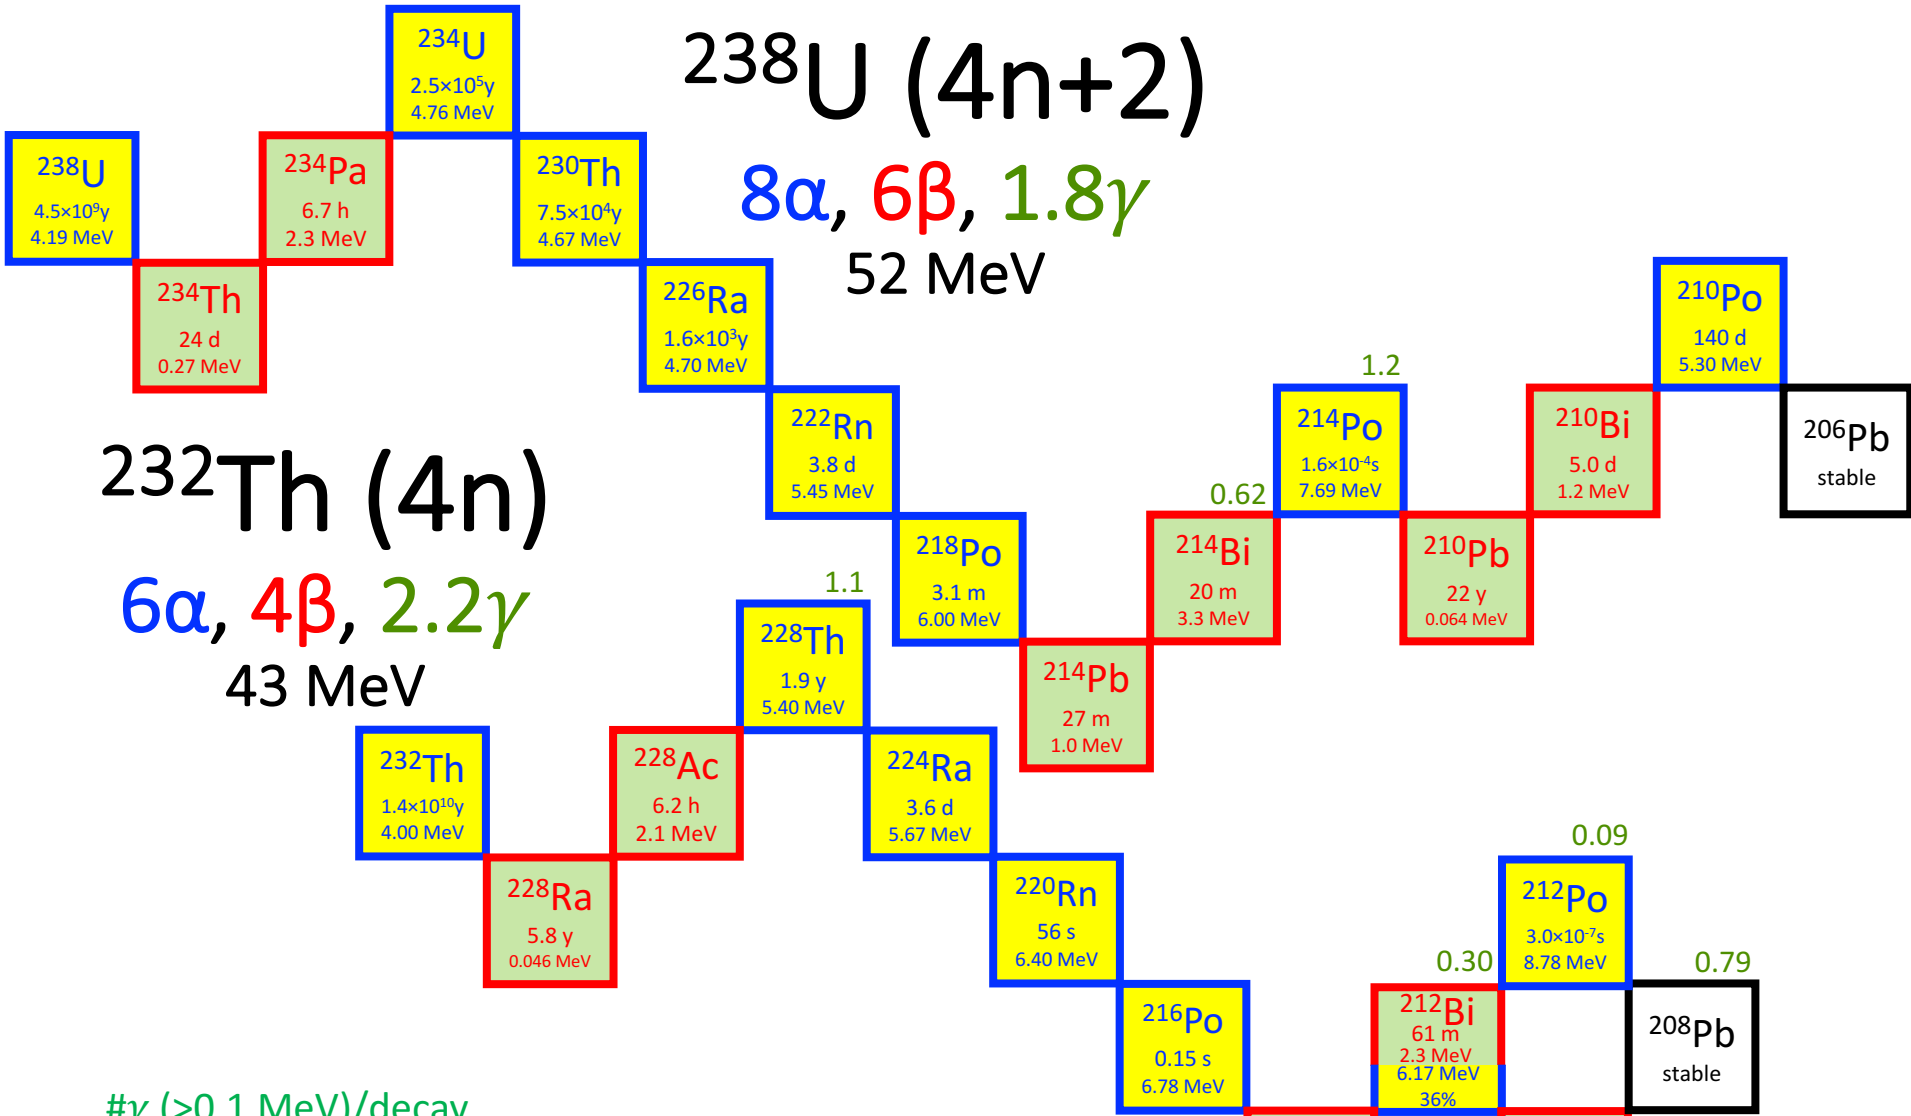 ²³⁸U (4n+2)
8α, 6β, 1.8γ
52 MeV
²³⁸U
4.5×10⁹y
4.19 MeV
²³⁴Th
24 d
0.27 MeV
²³⁴Pa
6.7 h
2.3 MeV
²³⁴U
2.5×10⁵y
4.76 MeV
²³⁰Th
7.5×10⁴y
4.67 MeV
²²⁶Ra
1.6×10³y
4.70 MeV
²²²Rn
3.8 d
5.45 MeV
²¹⁸Po
3.1 m
6.00 MeV
²¹⁴Pb
27 m
1.0 MeV
0.62
²¹⁴Bi
20 m
3.3 MeV
1.2
²¹⁴Po
1.6×10⁻⁴s
7.69 MeV
²¹⁰Pb
22 y
0.064 MeV
²¹⁰Bi
5.0 d
1.2 MeV
²¹⁰Po
140 d
5.30 MeV
²⁰⁶Pb
stable
²³²Th (4n)
6α, 4β, 2.2γ
43 MeV
²³²Th
1.4×10¹⁰y
4.00 MeV
²²⁸Ra
5.8 y
0.046 MeV
²²⁸Ac
6.2 h
2.1 MeV
1.1
²²⁸Th
1.9 y
5.40 MeV
²²⁴Ra
3.6 d
5.67 MeV
²²⁰Rn
56 s
6.40 MeV
²¹⁶Po
0.15 s
6.78 MeV
0.30
²¹²Bi
61 m
2.3 MeV
6.17 MeV
36%
0.09
²¹²Po
3.0×10⁻⁷s
8.78 MeV
0.79
²⁰⁸Pb
stable
#γ (>0.1 MeV)/decay